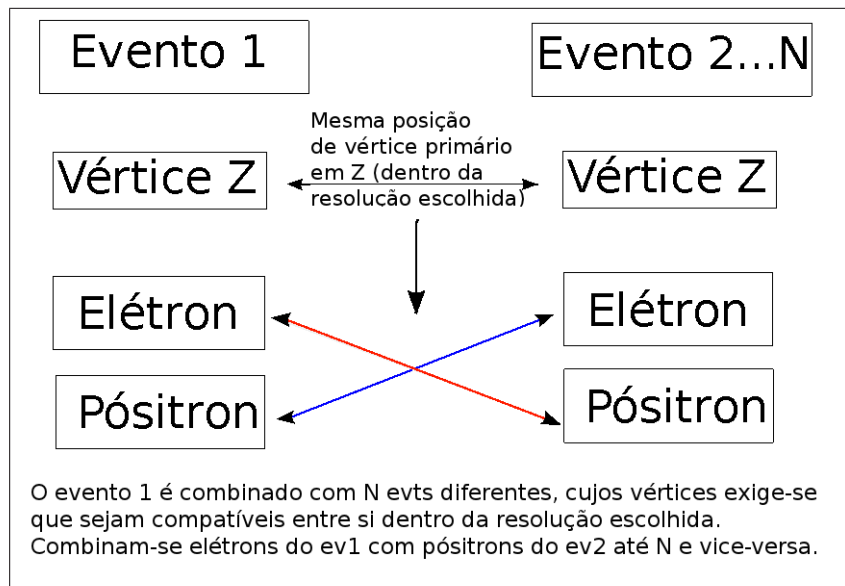 Evento 1
Evento 2...N
Mesma posição
de vértice primário
em Z (dentro da
resolução escolhida)
Vértice Z
Vértice Z
Elétron
Elétron
Pósitron
Pósitron
O evento 1 é combinado com N evts diferentes, cujos vértices exige-se
que sejam compatíveis entre si dentro da resolução escolhida.
Combinam-se elétrons do ev1 com pósitrons do ev2 até N e vice-versa.